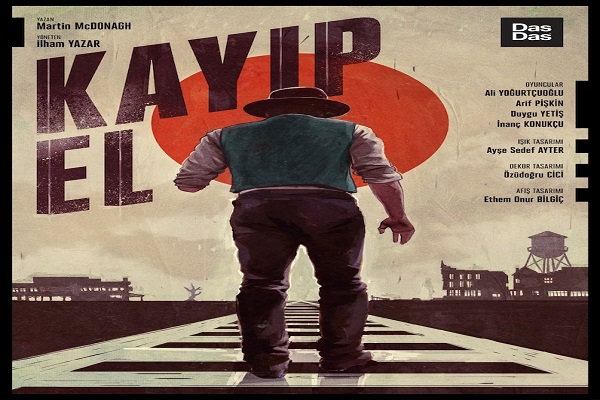 YAZAN
Martin McDONAGH
YÖNETEN
İlham YAZAR
KAYIP
EL
Das
Das
OYUNCULAR
Ali YOĞURTÇUOĞLU
Arif PİŞKİN
Duygu YETİŞ
İnanç KONUKÇU
IŞIK TASARIMI
Ayşe Sedef AYTER
DEKOR TASARIMI
Özüdoğru CİCİ
AFİŞ TASARIMI
Ethem Onur BİLGİÇ